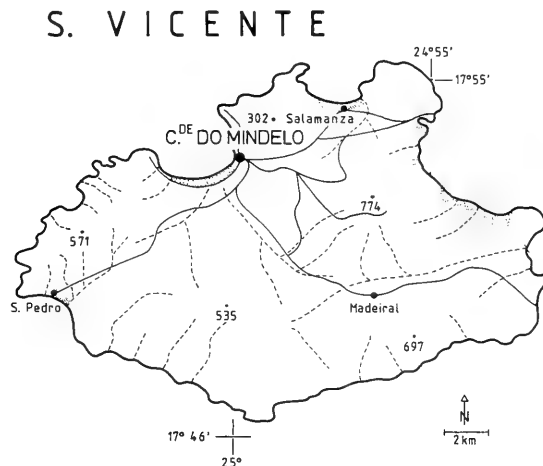 S. VICENTE
24°55'
17°55'
302 Salamanza
C.DE DO MINDELO
774
571
S. Pedro
535
Madeiral
697
N
2 km
17° 46'
25°